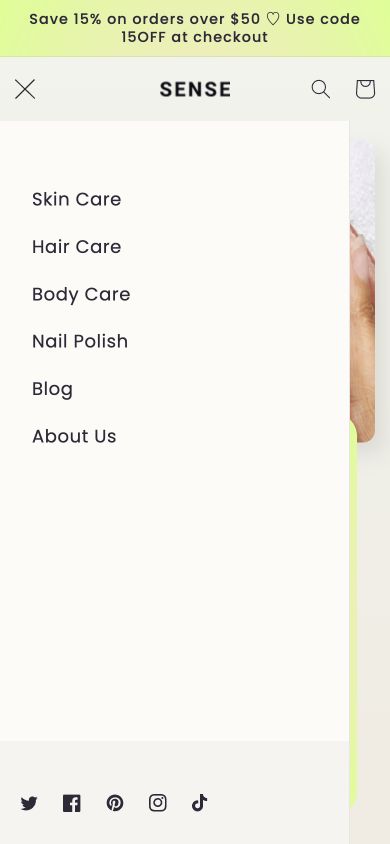 Save 15% on orders over $50 ♡ Use code
15OFF at checkout
SENSE
Skin Care
Hair Care
Body Care
Nail Polish
Blog
About Us